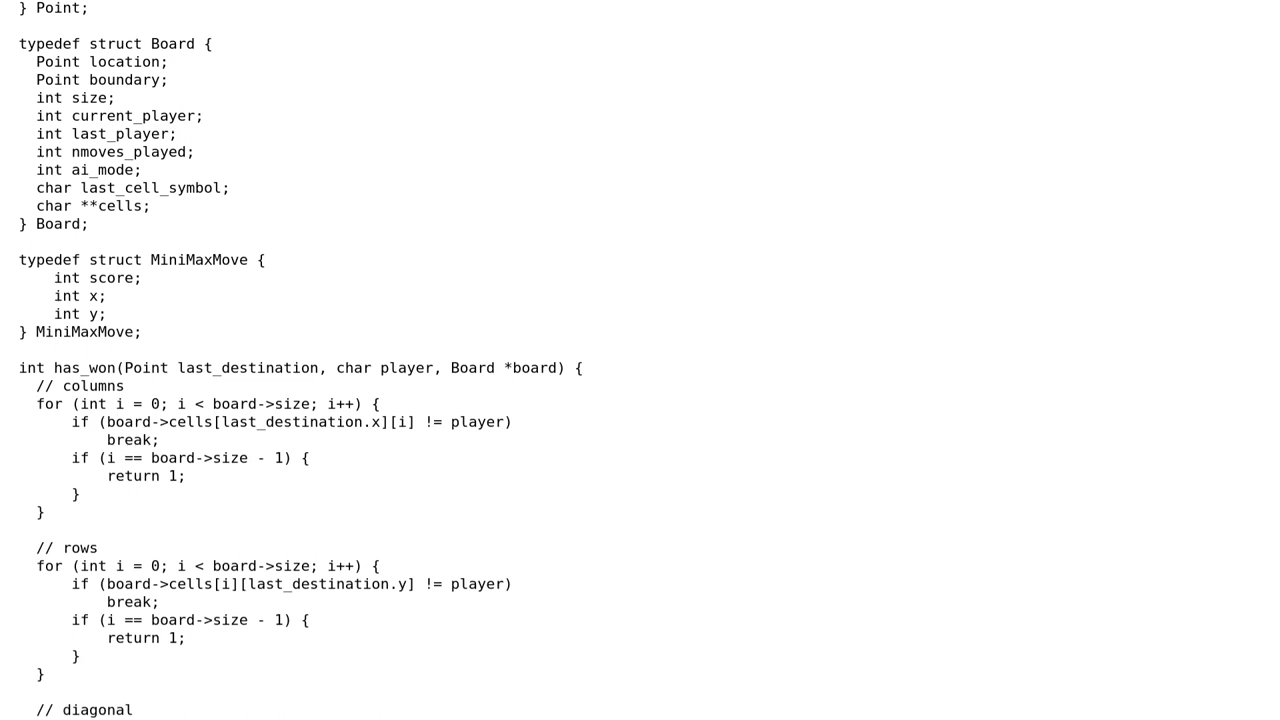 } Point;

typedef struct Board {
  Point location;
  Point boundary;
  int size;
  int current_player;
  int last_player;
  int nmoves_played;
  int ai_mode;
  char last_cell_symbol;
  char **cells;
} Board;

typedef struct MiniMaxMove {
    int score;
    int x;
    int y;
} MiniMaxMove;

int has_won(Point last_destination, char player, Board *board) {
  // columns
  for (int i = 0; i < board->size; i++) {
      if (board->cells[last_destination.x][i] != player)
          break;
      if (i == board->size - 1) {
          return 1;
      }
  }

  // rows
  for (int i = 0; i < board->size; i++) {
      if (board->cells[i][last_destination.y] != player)
          break;
      if (i == board->size - 1) {
          return 1;
      }
  }

  // diagonal